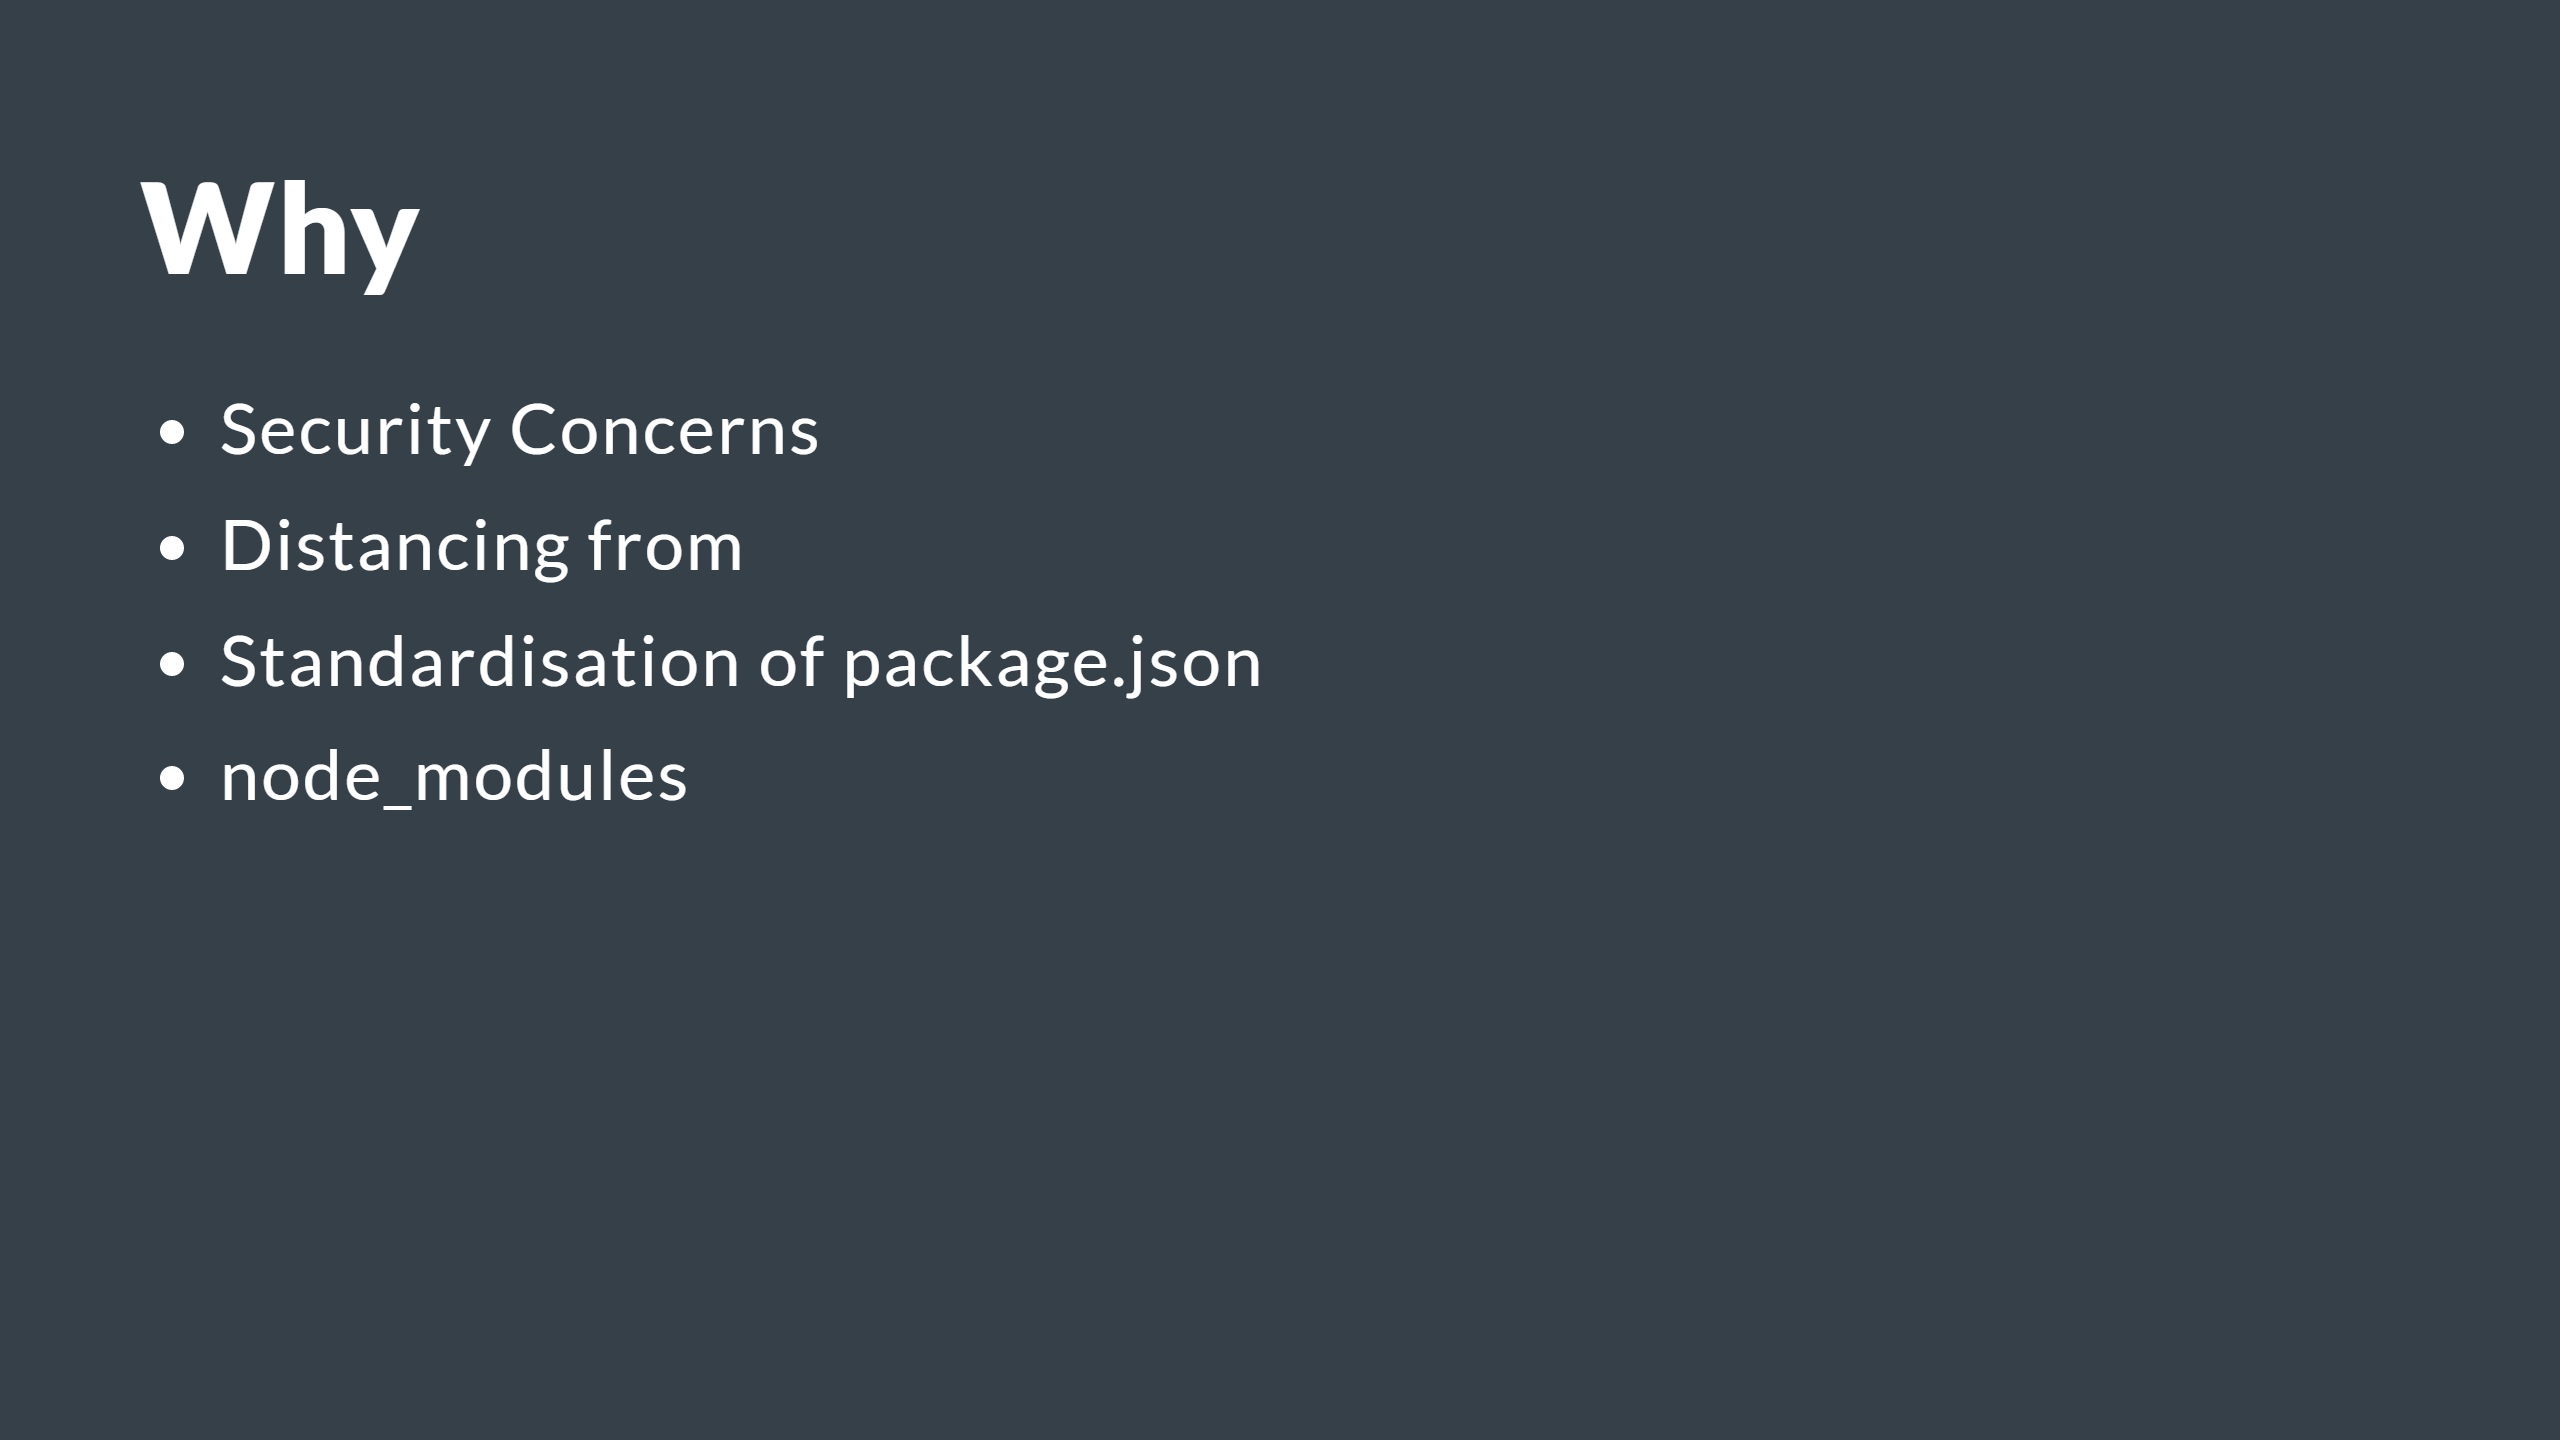 Why
Security Concerns
Distancing from
Standardisation of package.json
node_modules